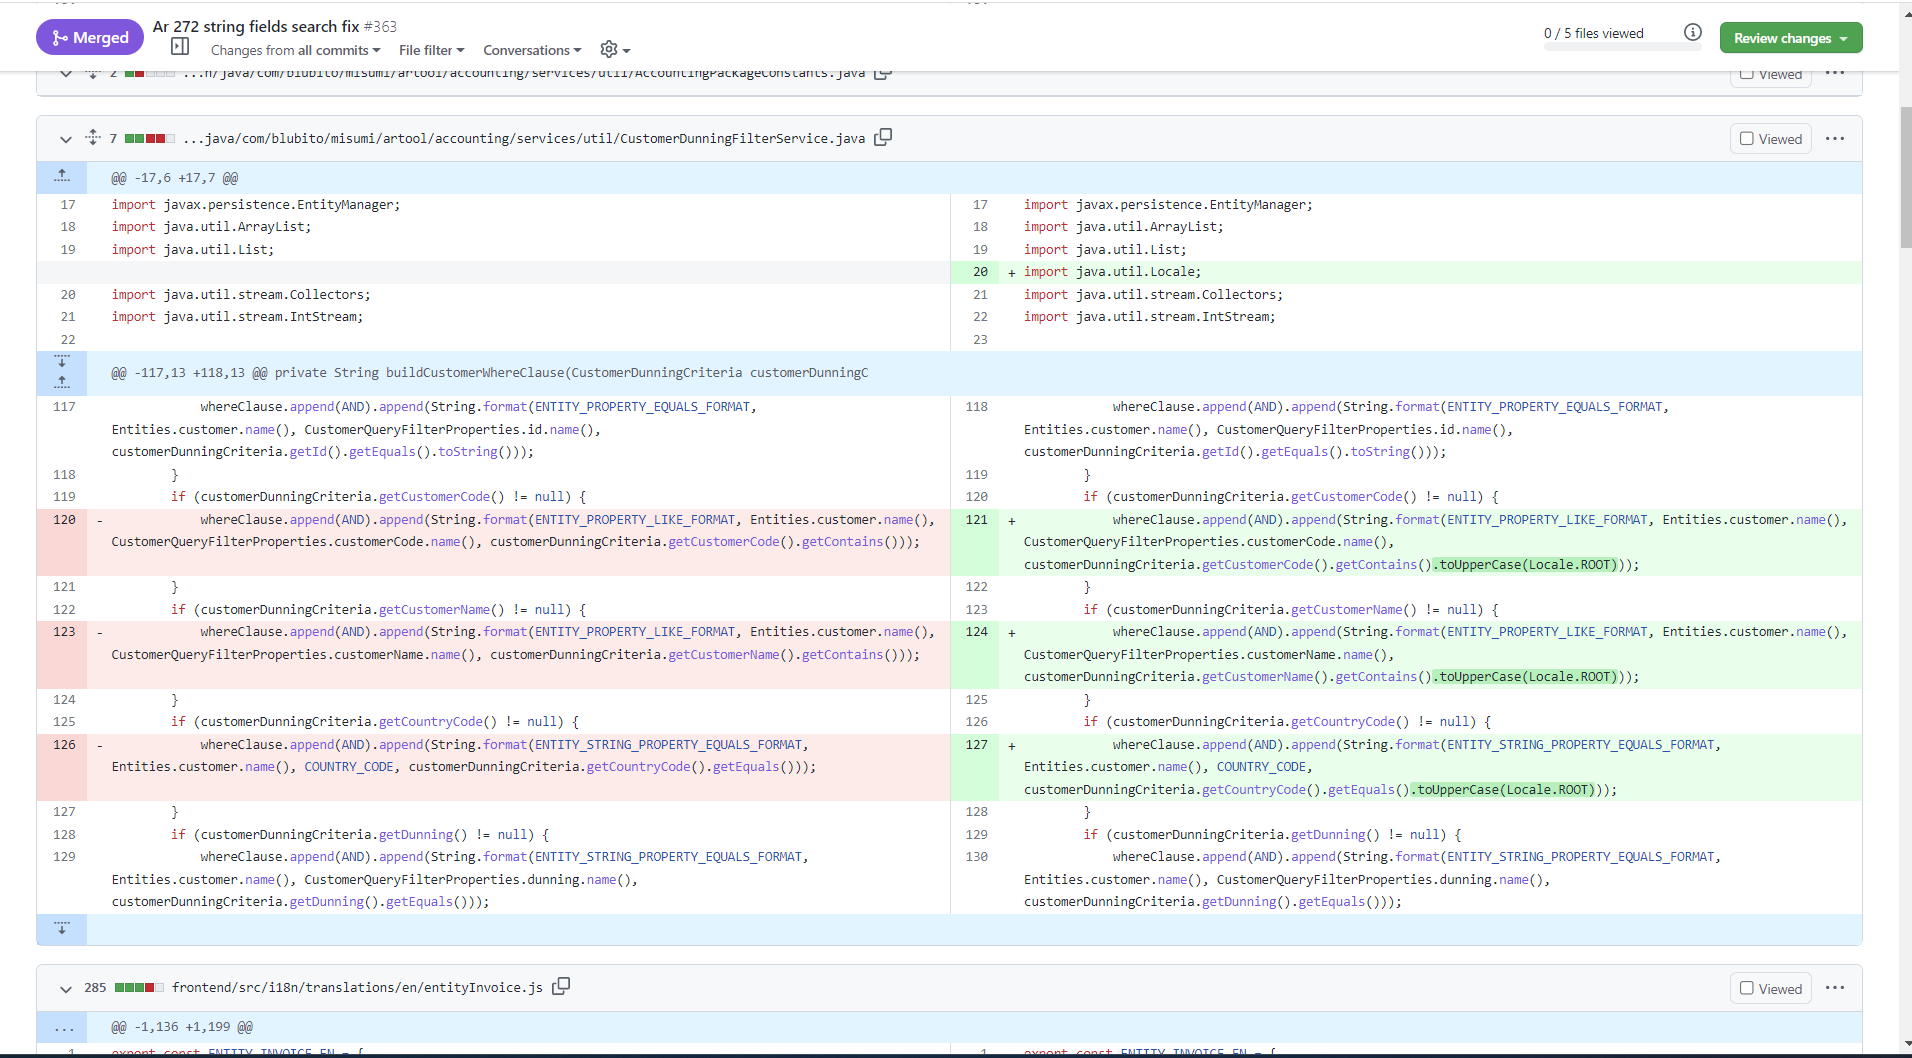 Merged
Ar 272 string fields search fix #363
Changes from all commits
File filter
Conversations
0 / 5 files viewed
Review changes
2 ...n/java/com/blubito/misumi/artool/accounting/services/util/AccountingPackageConstants.java
Viewed
7 ...java/com/blubito/misumi/artool/accounting/services/util/CustomerDunningFilterService.java
Viewed
@@ -17,6 +17,7 @@
17 import javax.persistence.EntityManager;
18 import java.util.ArrayList;
19 import java.util.List;
20 import java.util.stream.Collectors;
21 import java.util.stream.IntStream;
22
17 import javax.persistence.EntityManager;
18 import java.util.ArrayList;
19 import java.util.List;
20 + import java.util.Locale;
21 import java.util.stream.Collectors;
22 import java.util.stream.IntStream;
23
@@ -117,13 +118,13 @@ private String buildCustomerWhereClause(CustomerDunningCriteria customerDunningC
117 whereClause.append(AND).append(String.format(ENTITY_PROPERTY_EQUALS_FORMAT,
Entities.customer.name(), CustomerQueryFilterProperties.id.name(),
customerDunningCriteria.getId().getEquals().toString()));
118 }
119 if (customerDunningCriteria.getCustomerCode() != null) {
120 - whereClause.append(AND).append(String.format(ENTITY_PROPERTY_LIKE_FORMAT, Entities.customer.name(),
CustomerQueryFilterProperties.customerCode.name(), customerDunningCriteria.getCustomerCode().getContains()));
121 }
122 if (customerDunningCriteria.getCustomerName() != null) {
123 - whereClause.append(AND).append(String.format(ENTITY_PROPERTY_LIKE_FORMAT, Entities.customer.name(),
CustomerQueryFilterProperties.customerName.name(), customerDunningCriteria.getCustomerName().getContains()));
124 }
125 if (customerDunningCriteria.getCountryCode() != null) {
126 - whereClause.append(AND).append(String.format(ENTITY_STRING_PROPERTY_EQUALS_FORMAT,
Entities.customer.name(), COUNTRY_CODE, customerDunningCriteria.getCountryCode().getEquals()));
127 }
128 if (customerDunningCriteria.getDunning() != null) {
129 whereClause.append(AND).append(String.format(ENTITY_STRING_PROPERTY_EQUALS_FORMAT,
Entities.customer.name(), CustomerQueryFilterProperties.dunning.name(),
customerDunningCriteria.getDunning().getEquals()));
118 whereClause.append(AND).append(String.format(ENTITY_PROPERTY_EQUALS_FORMAT,
Entities.customer.name(), CustomerQueryFilterProperties.id.name(),
customerDunningCriteria.getId().getEquals().toString()));
119 }
120 if (customerDunningCriteria.getCustomerCode() != null) {
121 + whereClause.append(AND).append(String.format(ENTITY_PROPERTY_LIKE_FORMAT, Entities.customer.name(),
CustomerQueryFilterProperties.customerCode.name(),
customerDunningCriteria.getCustomerCode().getContains().toUpperCase(Locale.ROOT)));
122 }
123 if (customerDunningCriteria.getCustomerName() != null) {
124 + whereClause.append(AND).append(String.format(ENTITY_PROPERTY_LIKE_FORMAT, Entities.customer.name(),
CustomerQueryFilterProperties.customerName.name(),
customerDunningCriteria.getCustomerName().getContains().toUpperCase(Locale.ROOT)));
125 }
126 if (customerDunningCriteria.getCountryCode() != null) {
127 + whereClause.append(AND).append(String.format(ENTITY_STRING_PROPERTY_EQUALS_FORMAT,
Entities.customer.name(), COUNTRY_CODE,
customerDunningCriteria.getCountryCode().getEquals().toUpperCase(Locale.ROOT)));
128 }
129 if (customerDunningCriteria.getDunning() != null) {
130 whereClause.append(AND).append(String.format(ENTITY_STRING_PROPERTY_EQUALS_FORMAT,
Entities.customer.name(), CustomerQueryFilterProperties.dunning.name(),
customerDunningCriteria.getDunning().getEquals()));
285 frontend/src/i18n/translations/en/entityInvoice.js
Viewed
... @@ -1,136 +1,199 @@
1 export const ENTITY_INVOICE_EN = {
1 export const ENTITY_INVOICE_EN = {